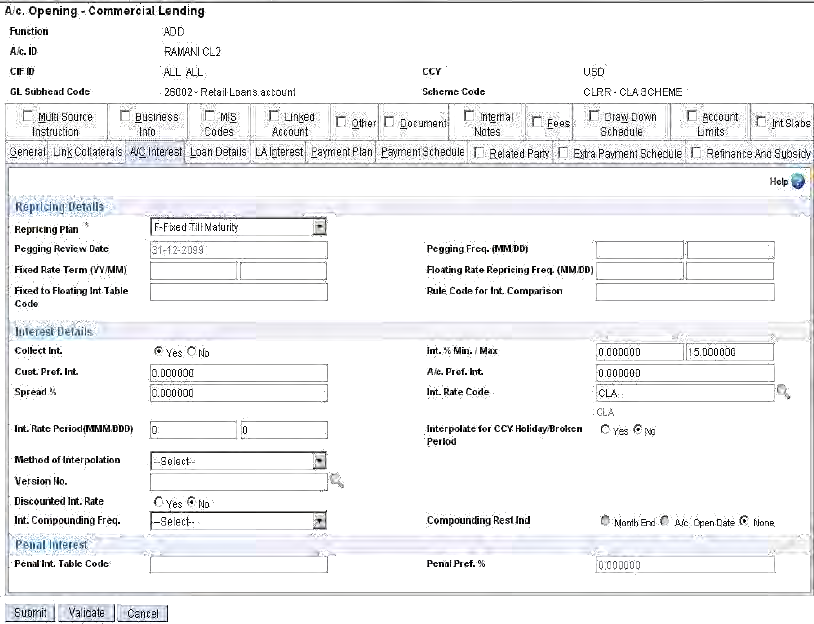 A/c. Opening - Commercial Lending
Function ADD
A/c. ID RAMANI CL2
CIF ID ALL ALL CCY USD
GL Subhead Code 26002 - Retail Loans account Scheme Code CLRR - CLA SCHEME
Multi Source Instruction Business Info MIS Codes Linked Account Other Document Internal Notes Fees Draw Down Schedule Account Limits Int Slabs
General Link Collaterals A/C Interest Loan Details LA Interest Payment Plan Payment Schedule Related Party Extra Payment Schedule Refinance And Subsidy
Help ?
Repricing Details
Repricing Plan * F-Fixed Till Maturity
Pegging Review Date 31-12-2099 Pegging Freq. (MM/DD)
Fixed Rate Term (YY/MM) Floating Rate Repricing Freq. (MM/DD)
Fixed to Floating Int Table Code Rule Code for Int. Comparison
Interest Details
Collect Int. Yes No Int. % Min. / Max 0.000000 15.000000
Cust. Pref. Int. 0.000000 A/c. Pref. Int. 0.000000
Spread % 0.000000 Int. Rate Code CLA
CLA
Int. Rate Period(MMM/DDD) 0 0 Interpolate for CCY Holiday/Broken Period Yes No
Method of Interpolation --Select--
Version No.
Discounted Int. Rate Yes No
Int. Compounding Freq. --Select-- Compounding Rest Ind Month End A/c. Open Date None
Penal Interest
Penal Int. Table Code Penal Pref. % 0.000000
Submit Validate Cancel